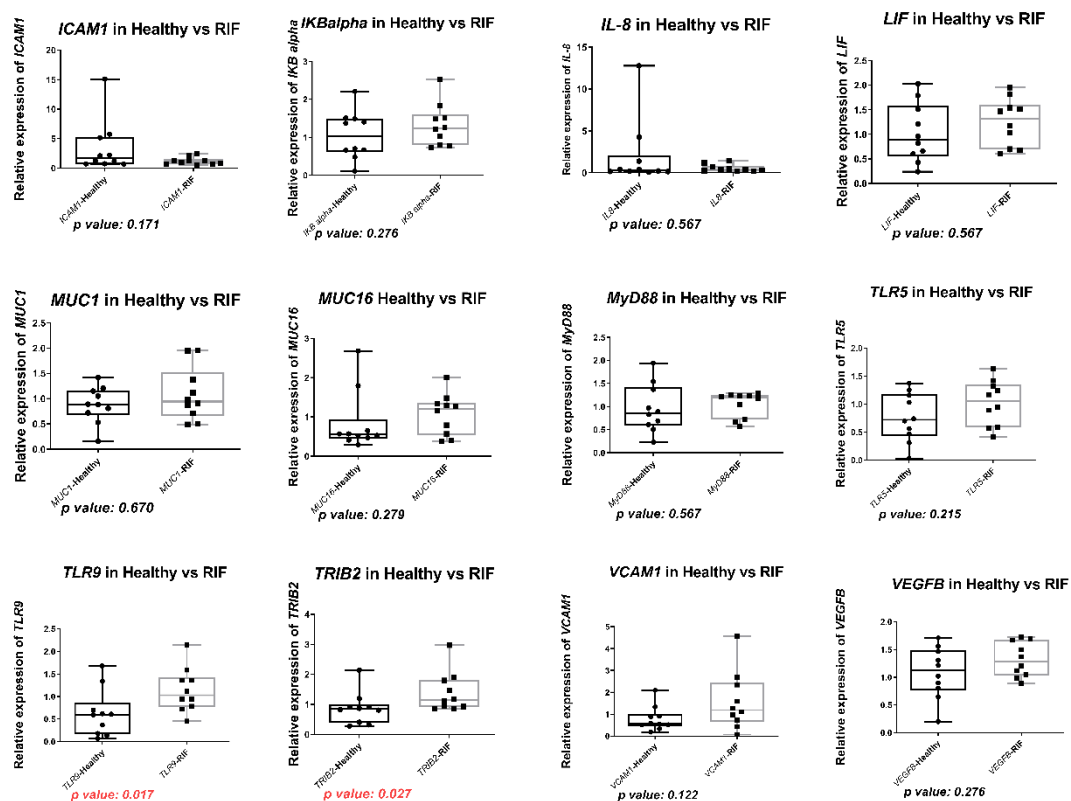 ICAM1 in Healthy vs RIF
Relative expression of ICAM1
20
15
10
5
0
ICAM1-Healthy
ICAM1-RIF
p value: 0.171
IKBalpha in Healthy vs RIF
Relative expression of IKB alpha
3
2
1
0
IKB alpha-Healthy
IKB alpha-RIF
p value: 0.276
IL-8 in Healthy vs RIF
Relative expression of IL-8
15
10
5
0
IL8-Healthy
IL8-RIF
p value: 0.567
LIF in Healthy vs RIF
Relative expression of LIF
2.5
2.0
1.5
1.0
0.5
0.0
LIF-Healthy
LIF-RIF
p value: 0.567
MUC1 in Healthy vs RIF
Relative expression of MUC1
2.5
2.0
1.5
1.0
0.5
0.0
MUC1-Healthy
MUC1-RIF
p value: 0.670
MUC16 Healthy vs RIF
Relative expression of MUC16
3
2
1
0
MUC16-Healthy
MUC1S-RIF
p value: 0.279
MyD88 in Healthy vs RIF
Relative expression of MyD88
2.5
2.0
1.5
1.0
0.5
0.0
MyD88-Healthy
MyD88-RIF
p value: 0.567
TLR5 in Healthy vs RIF
Relative expression of TLR5
2.0
1.5
1.0
0.5
0.0
TLR5-Healthy
TLR5-RIF
p value: 0.215
TLR9 in Healthy vs RIF
Relative expression of TLR9
2.5
2.0
1.5
1.0
0.5
0.0
TLR9-Healthy
TLR9-RIF
p value: 0.017
TRIB2 in Healthy vs RIF
Relative expression of TRIB2
4
3
2
1
0
TRIB2-Healthy
TRIB2-RIF
p value: 0.027
VCAM1 in Healthy vs RIF
Relative expression of VCAM1
5
4
3
2
1
0
VCAM1-Healthy
VCAM1-RIF
p value: 0.122
VEGFB in Healthy vs RIF
Relative expression of VEGFB
2.0
1.5
1.0
0.5
0.0
VEGFB-Healthy
VEGFB-RIF
p value: 0.276